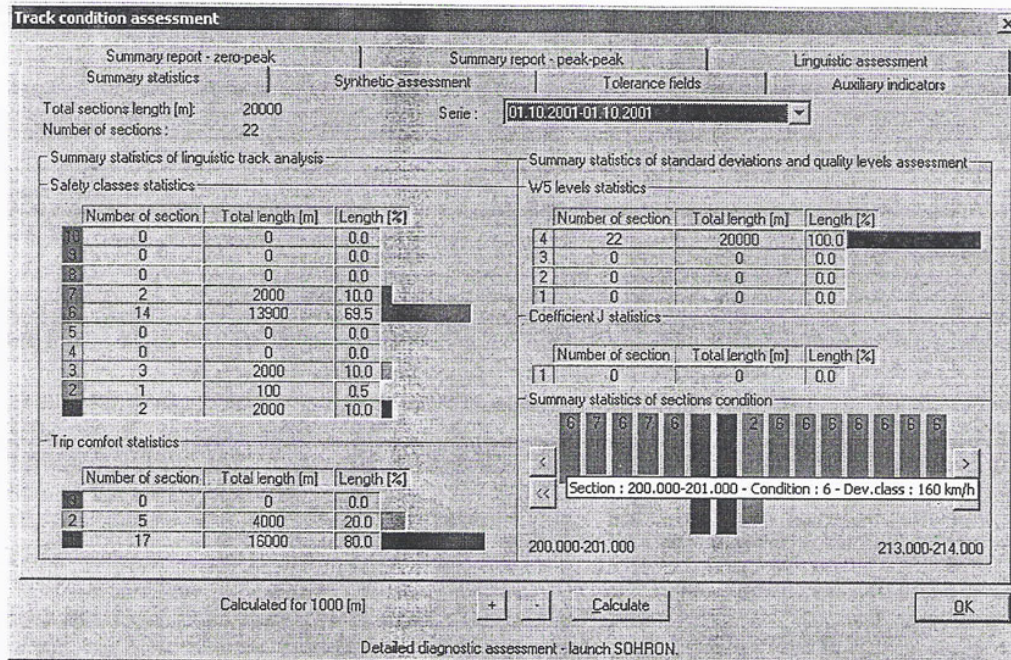 Track condition assessment
Summary report - zero-peak Summary report - peak-peak Linguistic assessment
Summary statistics Synthetic assessment Tolerance fields Auxiliary indicators
Total sections length [m]: 20000 Serie : 01.10.2001-01.10.2001
Number of sections : 22
Summary statistics of linguistic track analysis
Safety classes statistics
Number of section Total length [m] Length [%]
10 0 0 0.0
9 0 0 0.0
8 0 0 0.0
7 2 2000 10.0
6 14 13900 69.5
5 0 0 0.0
4 0 0 0.0
3 3 2000 10.0
2 1 100 0.5
2 2000 10.0
Trip comfort statistics
Number of section Total length [m] Length [%]
3 0 0 0.0
2 5 4000 20.0
17 16000 80.0
Summary statistics of standard deviations and quality levels assessment
W5 levels statistics
Number of section Total length [m] Length [%]
4 22 20000 100.0
3 0 0 0.0
2 0 0 0.0
1 0 0 0.0
Coefficient J statistics
Number of section Total length [m] Length [%]
1 0 0 0.0
Summary statistics of sections condition
6 7 6 7 6 2 6 6 6 6 6 6 6
< >
<< Section : 200.000-201.000 - Condition : 6 - Dev.class : 160 km/h
200.000-201.000 213.000-214.000
Calculated for 1000 [m] + - Calculate OK
Detailed diagnostic assessment - launch SOHRON.